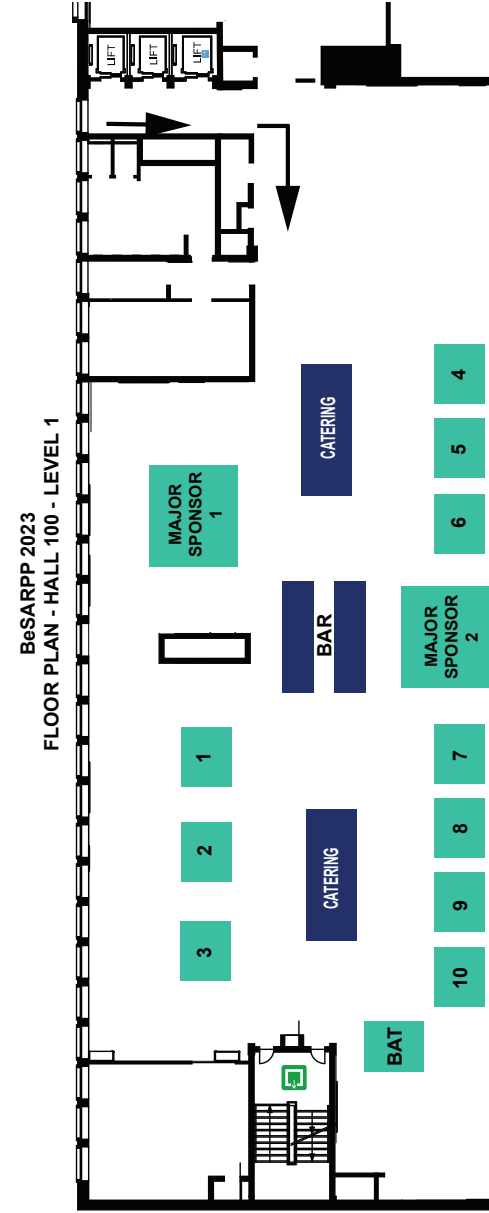 BeSARPP 2023
FLOOR PLAN - HALL 100 - LEVEL 1
LIFT
LIFT
LIFT
CATERING
4
5
6
MAJOR
SPONSOR
1
BAR
MAJOR
SPONSOR
2
1
2
3
CATERING
7
8
9
10
BAT